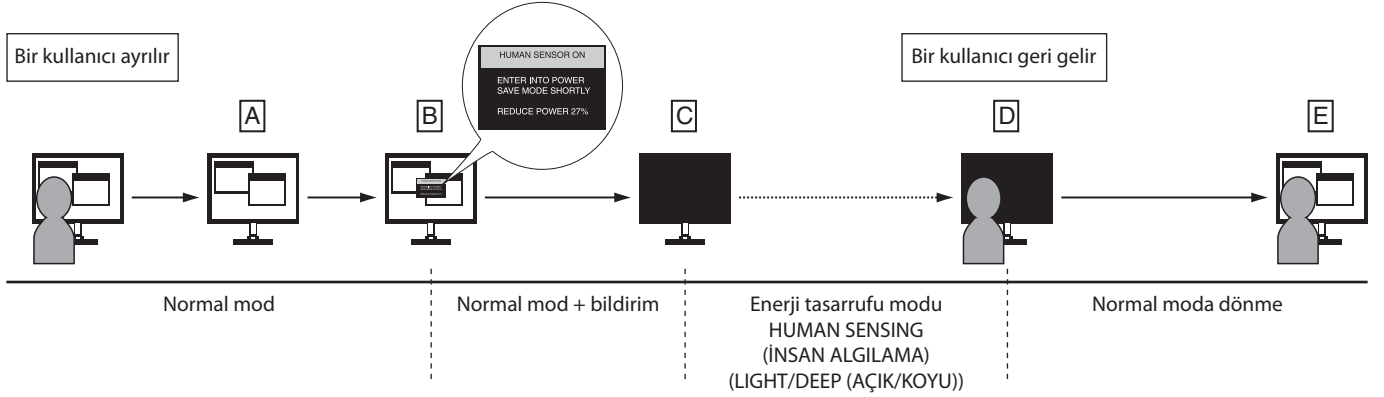 Bir kullanıcı ayrılır
HUMAN SENSOR ON
ENTER INTO POWER
SAVE MODE SHORTLY
REDUCE POWER 27%
Bir kullanıcı geri gelir
A
B
C
D
E
Normal mod
Normal mod + bildirim
Enerji tasarrufu modu
HUMAN SENSING
(İNSAN ALGILAMA)
(LIGHT/DEEP (AÇIK/KOYU))
Normal moda dönme